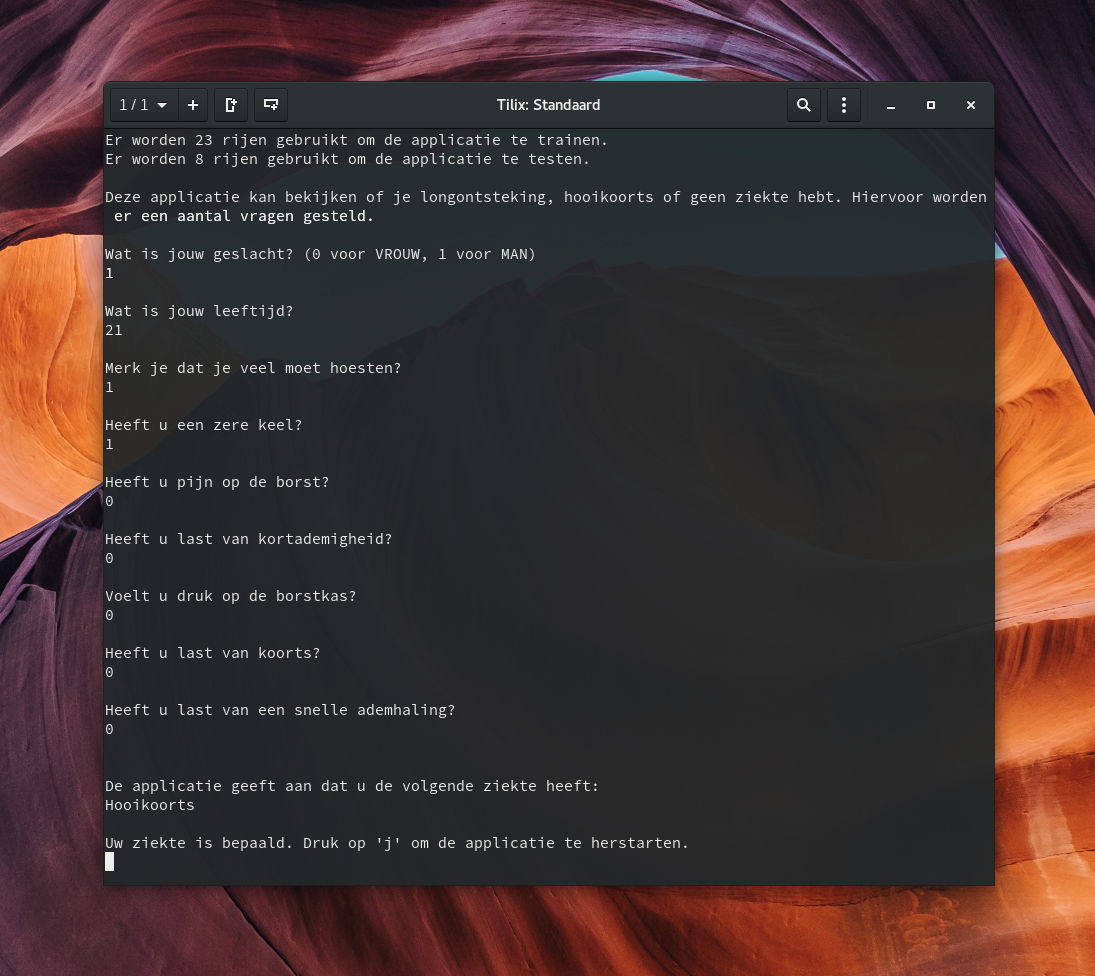 1 / 1
Tilix: Standaard
Er worden 23 rijen gebruikt om de applicatie te trainen.
Er worden 8 rijen gebruikt om de applicatie te testen.
Deze applicatie kan bekijken of je longontsteking, hooikoorts of geen ziekte hebt. Hiervoor worden
er een aantal vragen gesteld.
Wat is jouw geslacht? (0 voor VROUW, 1 voor MAN)
1
Wat is jouw leeftijd?
21
Merk je dat je veel moet hoesten?
1
Heeft u een zere keel?
1
Heeft u pijn op de borst?
0
Heeft u last van kortademigheid?
0
Voelt u druk op de borstkas?
0
Heeft u last van koorts?
0
Heeft u last van een snelle ademhaling?
0
De applicatie geeft aan dat u de volgende ziekte heeft:
Hooikoorts
Uw ziekte is bepaald. Druk op 'j' om de applicatie te herstarten.